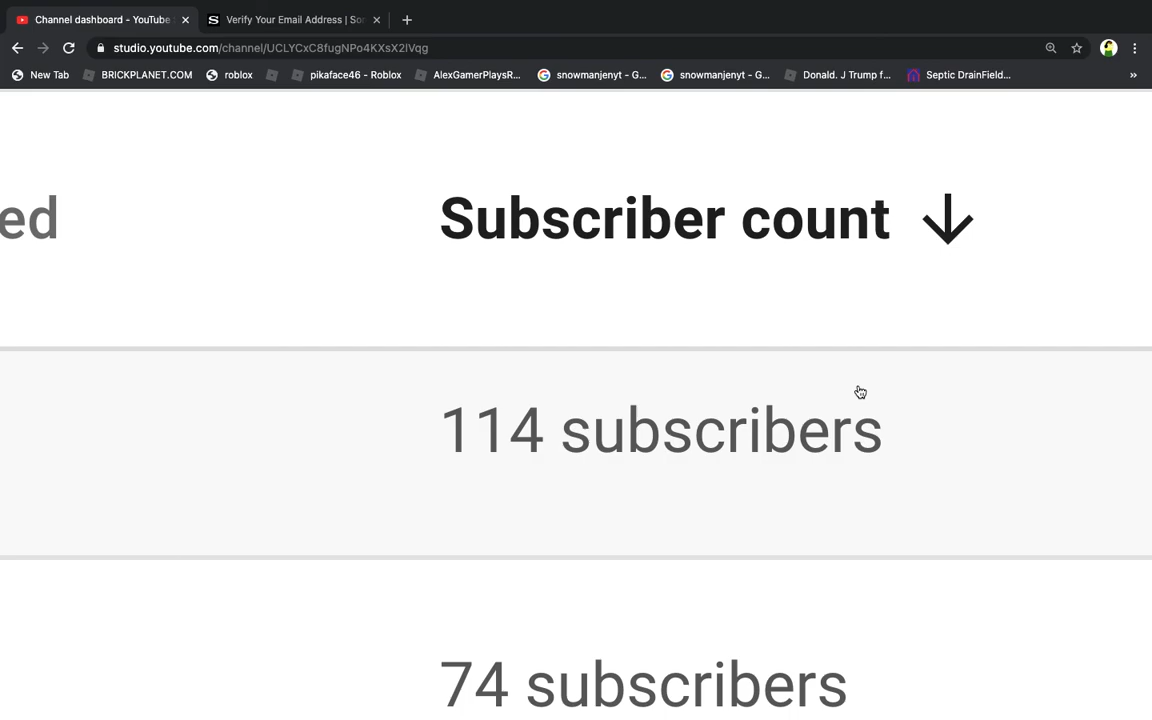 Channel dashboard - YouTube
Verify Your Email Address | So
studio.youtube.com/channel/UCLYCxC8fugNPo4KXsX2lVqg
New Tab BRICKPLANET.COM roblox pikaface46 - Roblox AlexGamerPlaysR... snowmanjenyt - G... snowmanjenyt - G... Donald. J Trump f... Septic DrainField... »
ed Subscriber count ↓
114 subscribers
74 subscribers